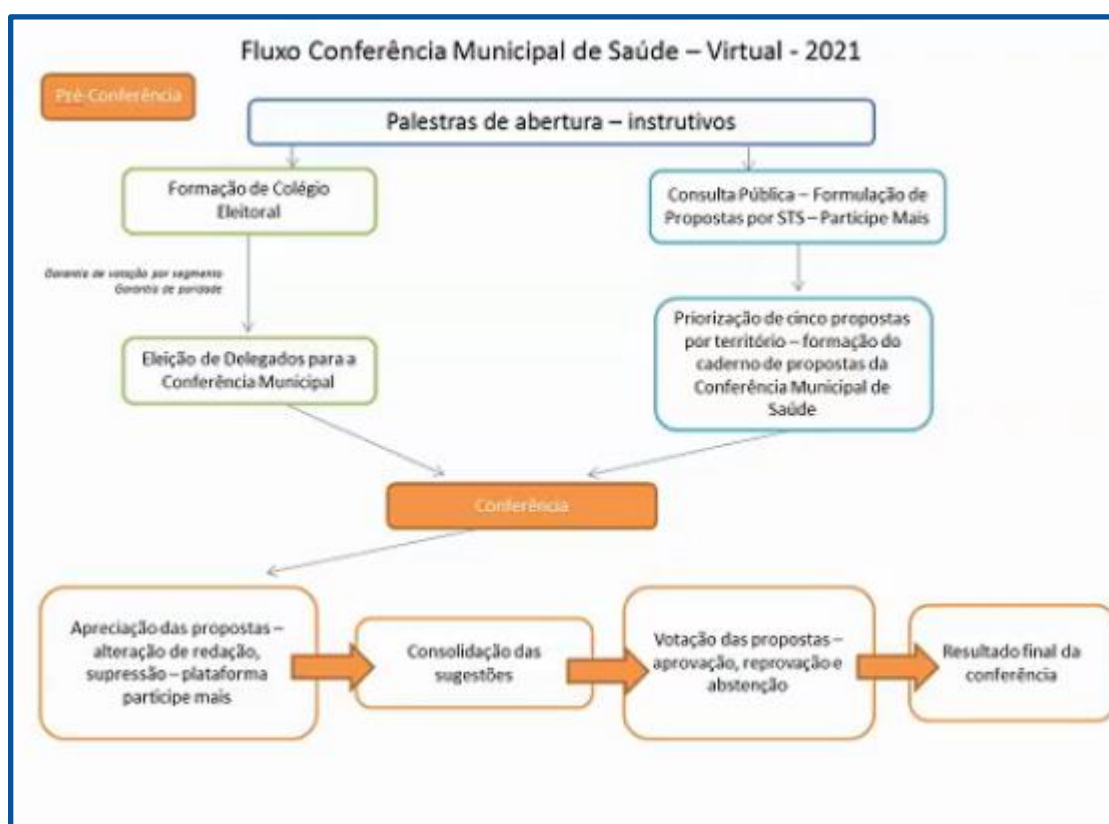 Fluxo Conferência Municipal de Saúde – Virtual - 2021
Pré-Conferência
Palestras de abertura – instrutivos
Formação de Colégio
Eleitoral
Consulta Pública – Formulação de
Propostas por STS – Participe Mais
Garantia de votação por segmento
Garantia de paridade
Eleição de Delegados para a
Conferência Municipal
Priorização de cinco propostas
por território – formação do
caderno de propostas da
Conferência Municipal de
Saúde
Conferência
Apreciação das propostas –
alteração de redação,
supressão – plataforma
participe mais
Consolidação das
sugestões
Votação das propostas –
aprovação, reprovação e
abstenção
Resultado final da
conferência